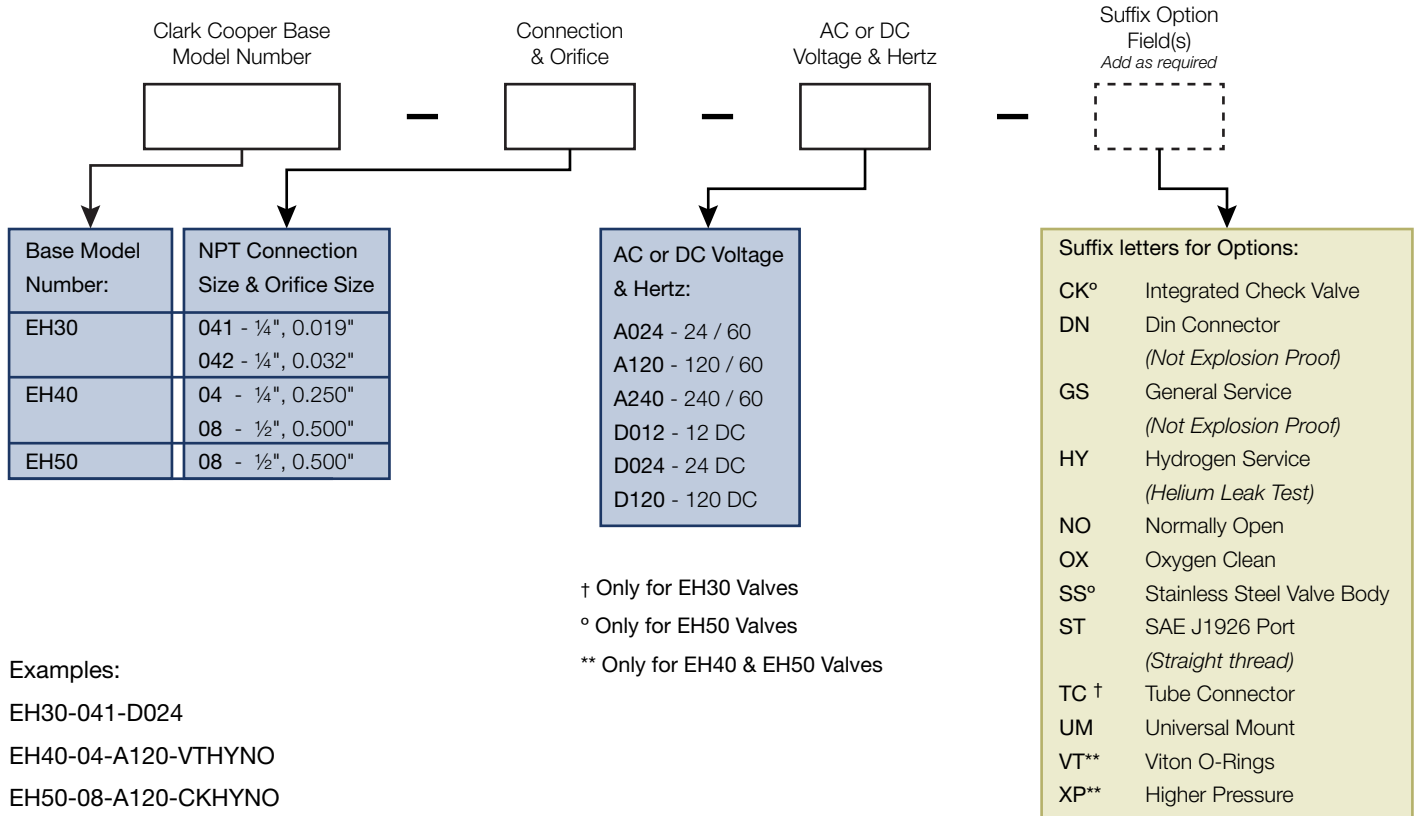 Clark Cooper Base
Model Number
Connection
& Orifice
AC or DC
Voltage & Hertz
Suffix Option
Field(s)
Add as required
Base Model
Number:
NPT Connection
Size & Orifice Size
EH30
041 - ¼", 0.019"
042 - ¼", 0.032"
EH40
04 - ¼", 0.250"
08 - ½", 0.500"
EH50
08 - ½", 0.500"
AC or DC Voltage
& Hertz:
A024 - 24 / 60
A120 - 120 / 60
A240 - 240 / 60
D012 - 12 DC
D024 - 24 DC
D120 - 120 DC
Suffix letters for Options:
CKº Integrated Check Valve
DN Din Connector
(Not Explosion Proof)
GS General Service
(Not Explosion Proof)
HY Hydrogen Service
(Helium Leak Test)
NO Normally Open
OX Oxygen Clean
SSº Stainless Steel Valve Body
ST SAE J1926 Port
(Straight thread)
TC † Tube Connector
UM Universal Mount
VT** Viton O-Rings
XP** Higher Pressure
† Only for EH30 Valves
º Only for EH50 Valves
** Only for EH40 & EH50 Valves
Examples:
EH30-041-D024
EH40-04-A120-VTHYNO
EH50-08-A120-CKHYNO